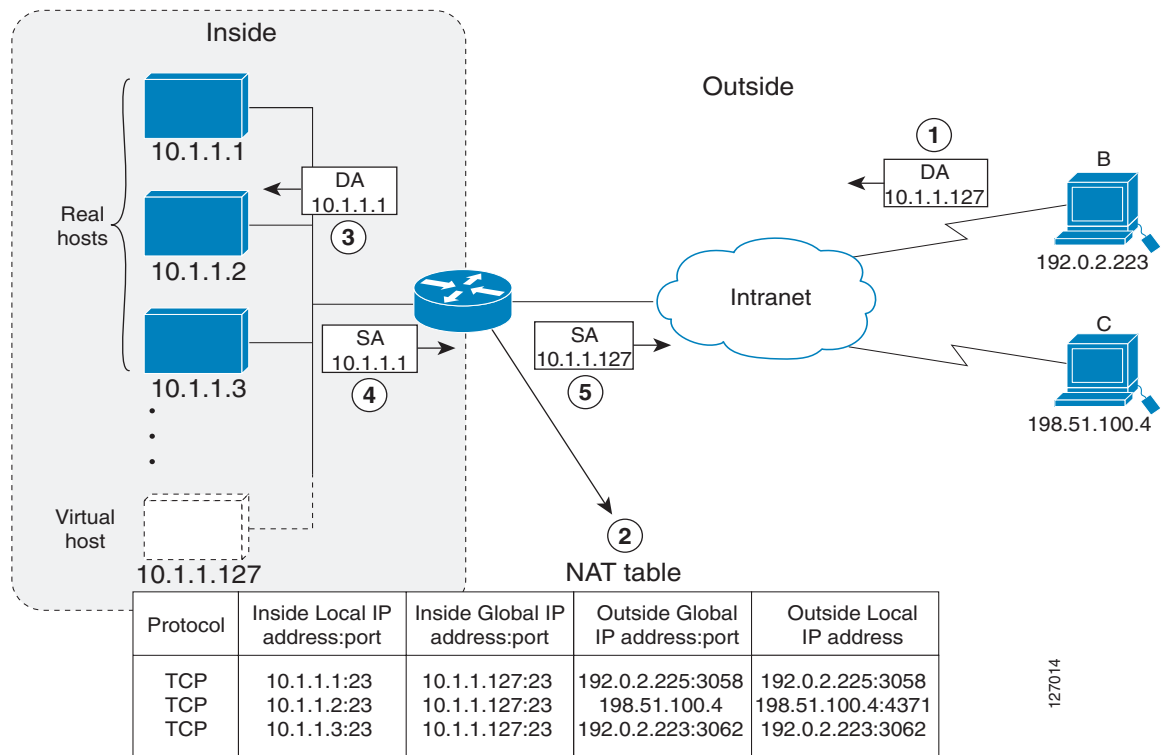 Inside
Outside
10.1.1.1
DA
10.1.1.1
3
1
DA
10.1.1.127
B
192.0.2.223
Real
hosts
10.1.1.2
Intranet
SA
10.1.1.1
4
SA
10.1.1.127
5
10.1.1.3
C
198.51.100.4
Virtual
host
10.1.1.127
2
NAT table
Protocol Inside Local IP address:port Inside Global IP address:port Outside Global IP address:port Outside Local IP address
TCP 10.1.1.1:23 10.1.1.127:23 192.0.2.225:3058 192.0.2.225:3058
TCP 10.1.1.2:23 10.1.1.127:23 198.51.100.4 198.51.100.4:4371
TCP 10.1.1.3:23 10.1.1.127:23 192.0.2.223:3062 192.0.2.223:3062
127014